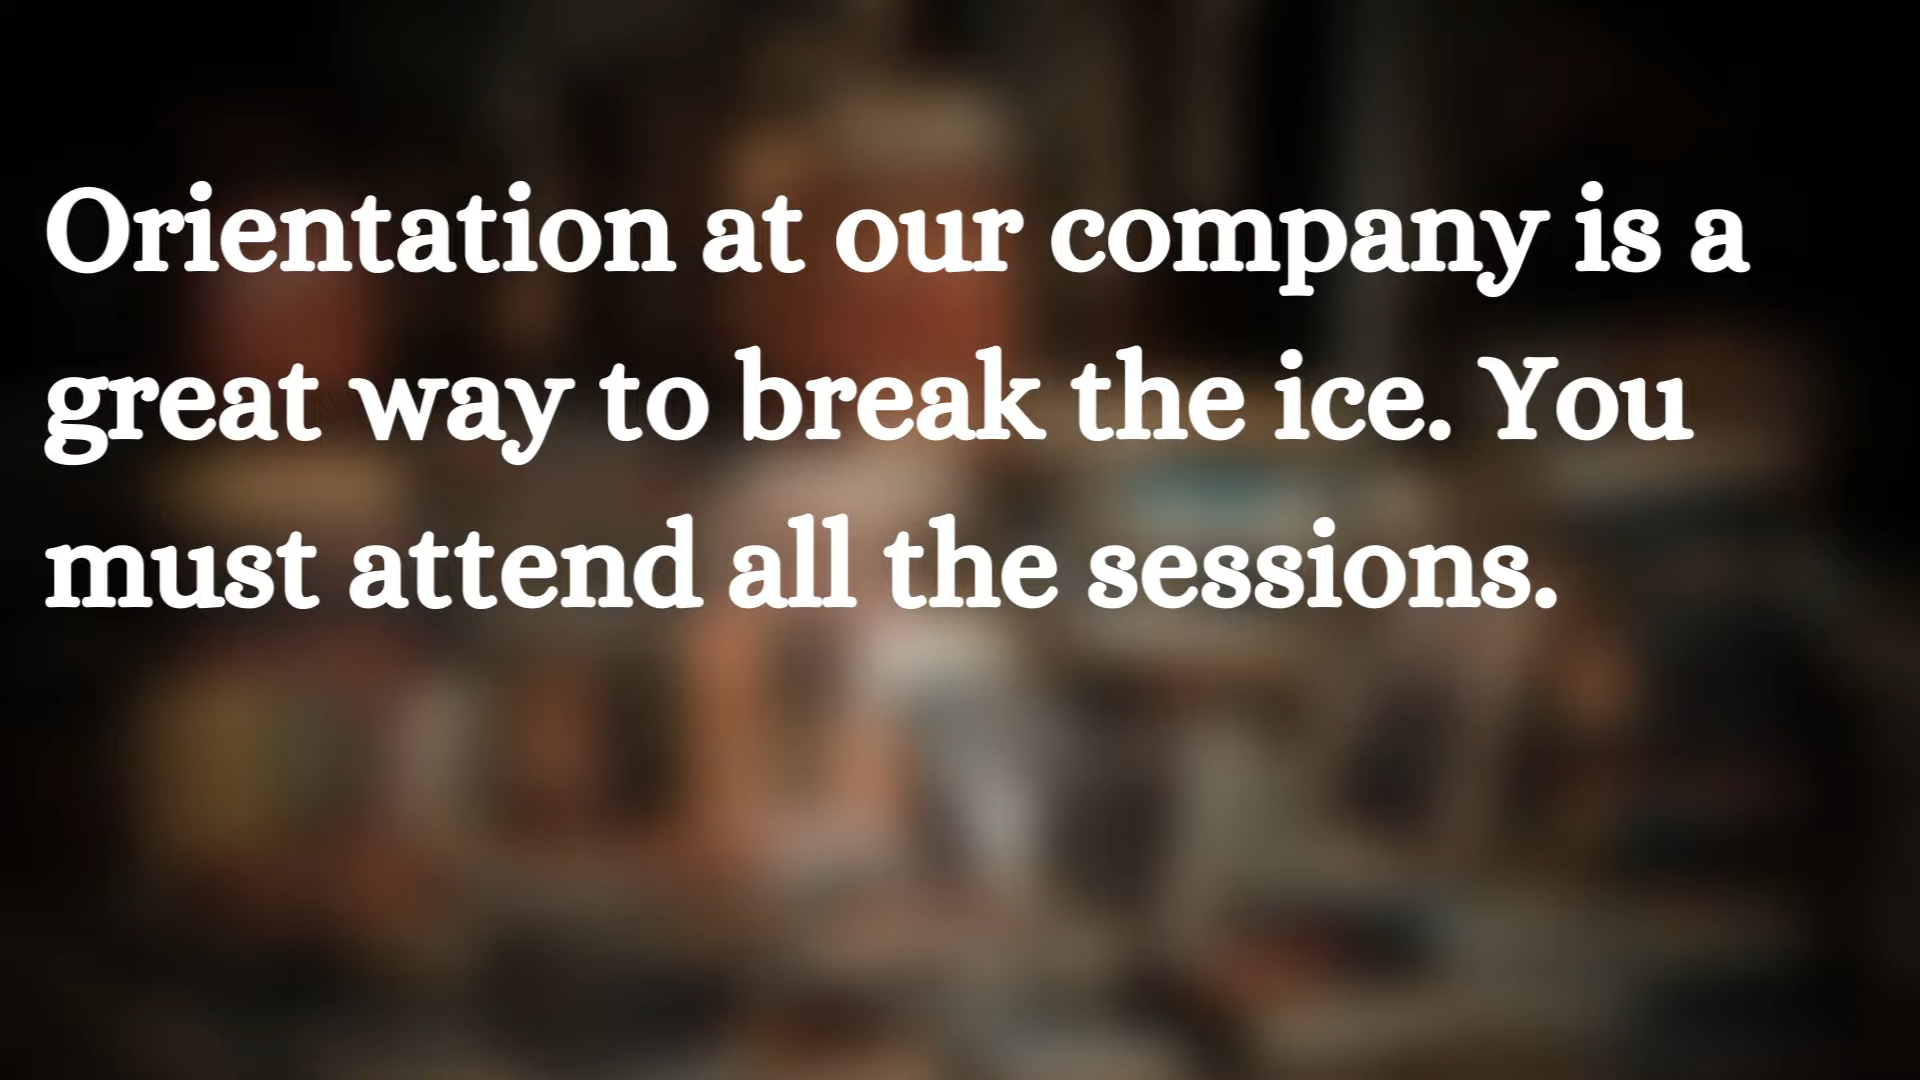 Orientation at our company is a
great way to break the ice. You
must attend all the sessions.